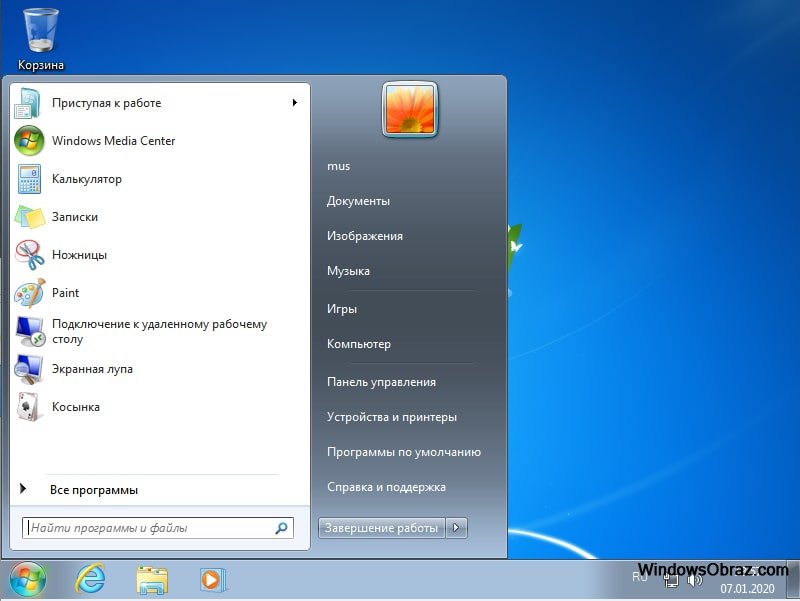 Корзина
Приступая к работе
Windows Media Center
Калькулятор
Записки
Ножницы
Paint
Подключение к удаленному рабочему
столу
Экранная лупа
Косынка
Все программы
Найти программы и файлы
mus
Документы
Изображения
Музыка
Игры
Компьютер
Панель управления
Устройства и принтеры
Программы по умолчанию
Справка и поддержка
Завершение работы
WindowsObraz.com
RU
07.01.2020